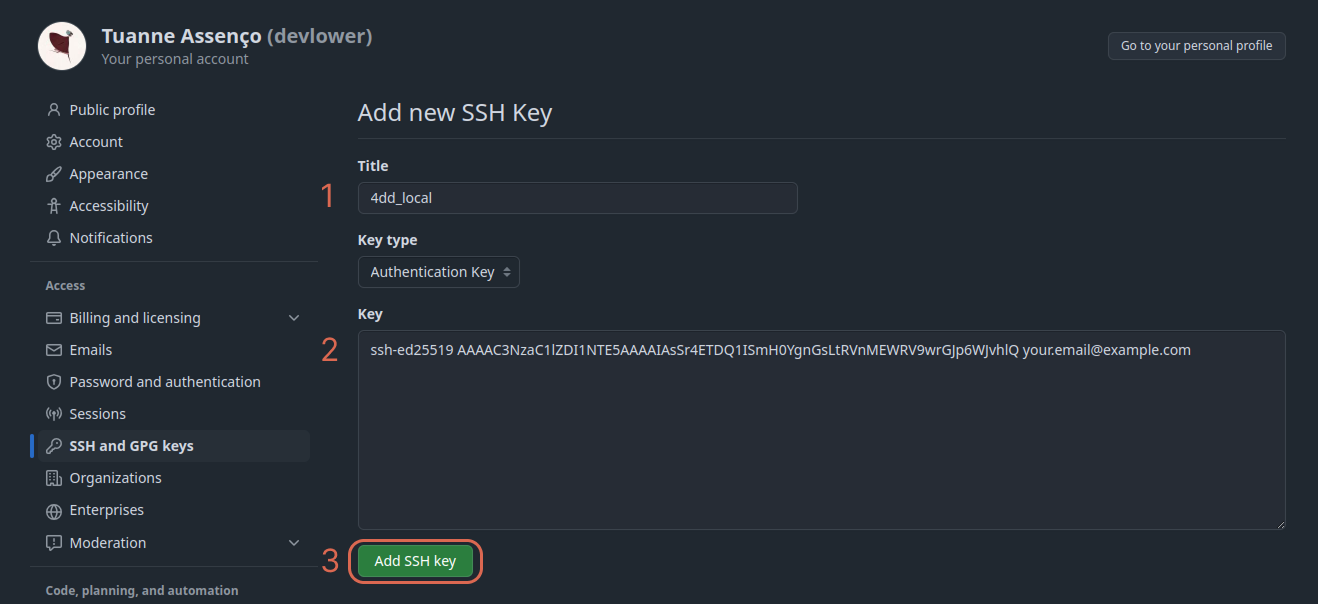 Tuanne Assenço (devlower)
Your personal account
Go to your personal profile
Public profile
Account
Appearance
Accessibility
Notifications
Access
Billing and licensing
Emails
Password and authentication
Sessions
SSH and GPG keys
Organizations
Enterprises
Moderation
Code, planning, and automation
Add new SSH Key
Title
1
4dd_local
Key type
Authentication Key
Key
2
ssh-ed25519 AAAAC3NzaC1lZDI1NTE5AAAAIAsSr4ETDQ1ISmH0YgnGsLtRVnMEWRV9wrGJp6WJvhlQ your.email@example.com
3
Add SSH key